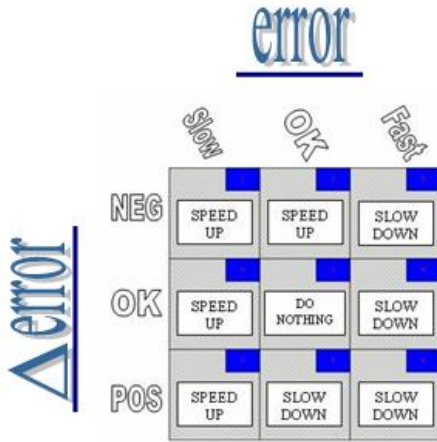 error
Slow OK Fast
NEG SPEED UP SPEED UP SLOW DOWN
Δerror
OK SPEED UP DO NOTHING SLOW DOWN
POS SPEED UP SLOW DOWN SLOW DOWN